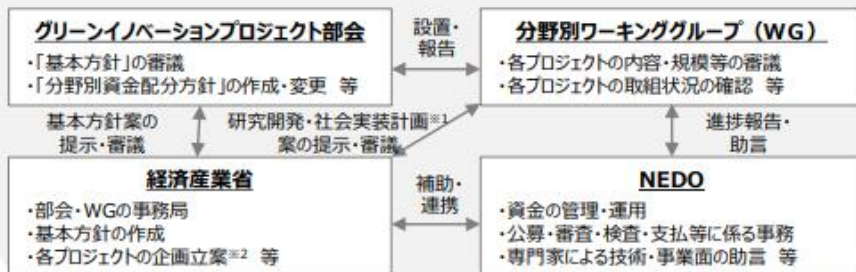 グリーンイノベーションプロジェクト部会
・「基本方針」の審議
・「分野別資金配分方針」の作成・変更 等
設置・
報告
分野別ワーキンググループ（WG）
・各プロジェクトの内容・規模等の審議
・各プロジェクトの取組状況の確認 等
基本方針案の
提示・審議
研究開発・社会実装計画※1
案の提示・審議
進捗報告・
助言
経済産業省
・部会・WGの事務局
・基本方針の作成
・各プロジェクトの企画立案※2 等
補助・
連携
NEDO
・資金の管理・運用
・公募・審査・検査・支払等に係る事務
・専門家による技術・事業面の助言 等